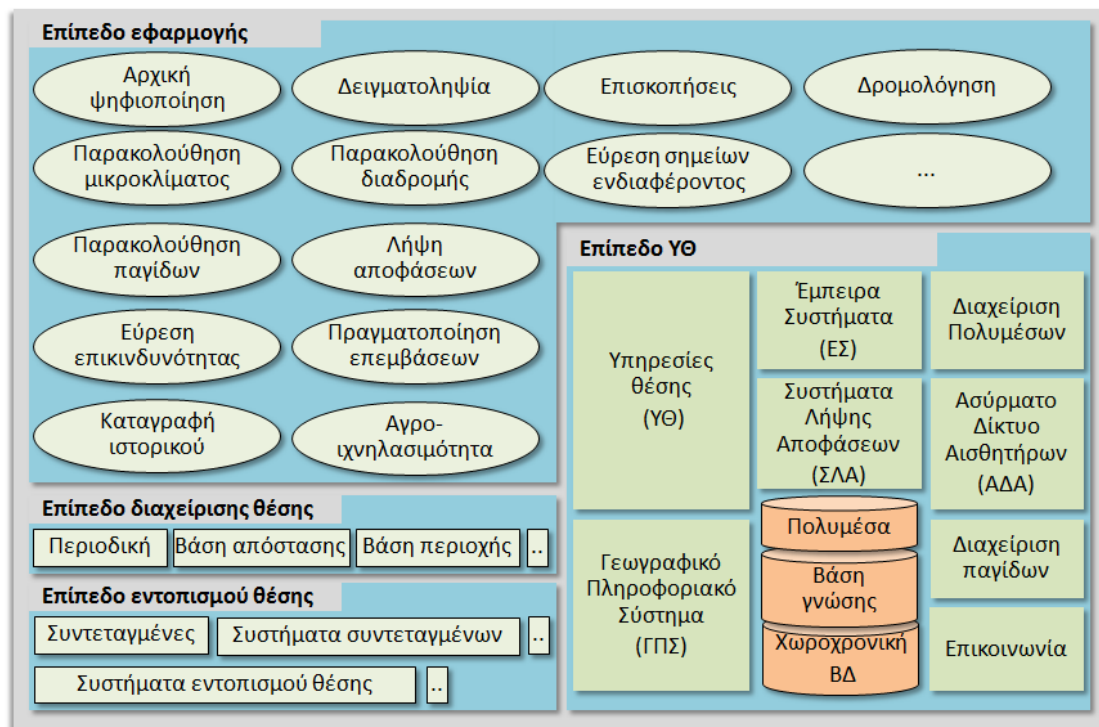 Επίπεδο εφαρμογής
Αρχική
ψηφιοποίηση
Δειγματοληψία
Επισκοπήσεις
Δρομολόγηση
Παρακολούθηση
μικροκλίματος
Παρακολούθηση
διαδρομής
Εύρεση σημείων
ενδιαφέροντος
...
Παρακολούθηση
παγίδων
Λήψη
αποφάσεων
Εύρεση
επικινδυνότητας
Πραγματοποίηση
επεμβάσεων
Καταγραφή
ιστορικού
Αγρο-
ιχνηλασιμότητα
Επίπεδο διαχείρισης θέσης
Περιοδική
Βάση απόστασης
Βάση περιοχής
..
Επίπεδο εντοπισμού θέσης
Συντεταγμένες
Συστήματα συντεταγμένων
..
Συστήματα εντοπισμού θέσης
..
Επίπεδο ΥΘ
Υπηρεσίες
θέσης
(ΥΘ)
Έμπειρα
Συστήματα
(ΕΣ)
Διαχείριση
Πολυμέσων
Συστήματα
Λήψης
Αποφάσεων
(ΣΛΑ)
Ασύρματο
Δίκτυο
Αισθητήρων
(ΑΔΑ)
Γεωγραφικό
Πληροφοριακό
Σύστημα
(ΓΠΣ)
Πολυμέσα
Βάση
γνώσης
Χωροχρονική
ΒΔ
Διαχείριση
παγίδων
Επικοινωνία